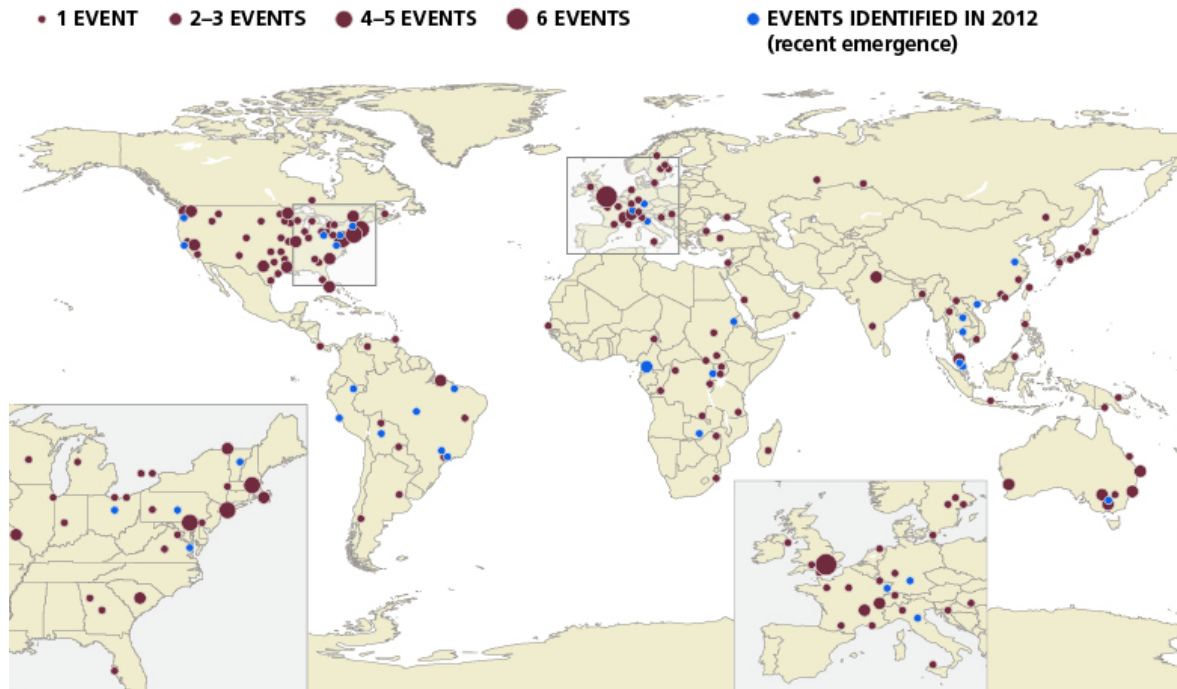 1 EVENT 2–3 EVENTS 4–5 EVENTS 6 EVENTS EVENTS IDENTIFIED IN 2012
(recent emergence)